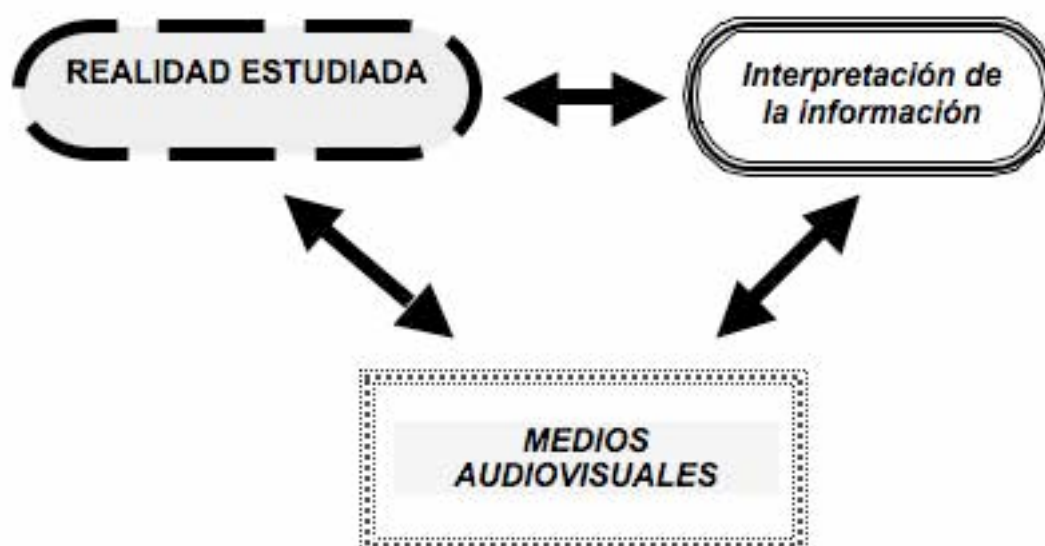 REALIDAD ESTUDIADA
Interpretación de
la información
MEDIOS
AUDIOVISUALES